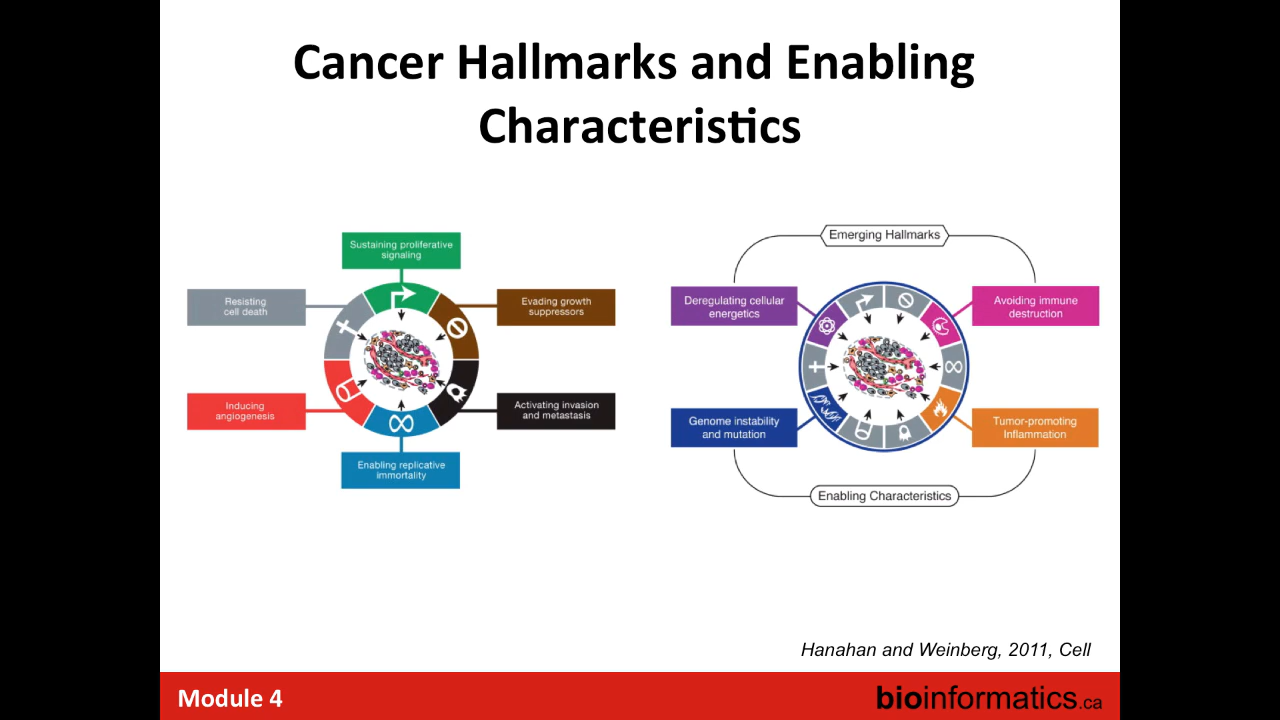 Cancer Hallmarks and Enabling
Characteristics
Sustaining proliferative
signaling
Resisting
cell death
Evading growth
suppressors
Inducing
angiogenesis
Activating invasion
and metastasis
Enabling replicative
immortality
Emerging Hallmarks
Deregulating cellular
energetics
Avoiding immune
destruction
Genome instability
and mutation
Tumor-promoting
Inflammation
Enabling Characteristics
Hanahan and Weinberg, 2011, Cell
Module 4
bioinformatics.ca